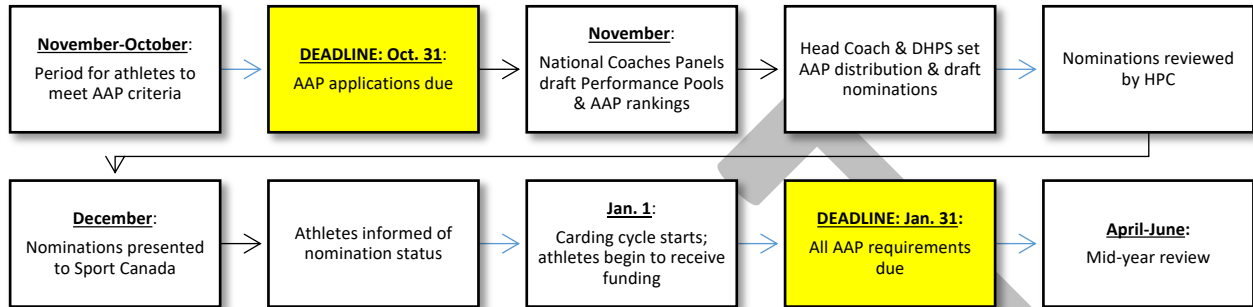 November-October:
Period for athletes to
meet AAP criteria
DEADLINE: Oct. 31:
AAP applications due
November:
National Coaches Panels
draft Performance Pools
& AAP rankings
Head Coach & DHPS set
AAP distribution & draft
nominations
Nominations reviewed
by HPC
December:
Nominations presented
to Sport Canada
Athletes informed of
nomination status
Jan. 1:
Carding cycle starts;
athletes begin to receive
funding
DEADLINE: Jan. 31:
All AAP requirements
due
April-June:
Mid-year review